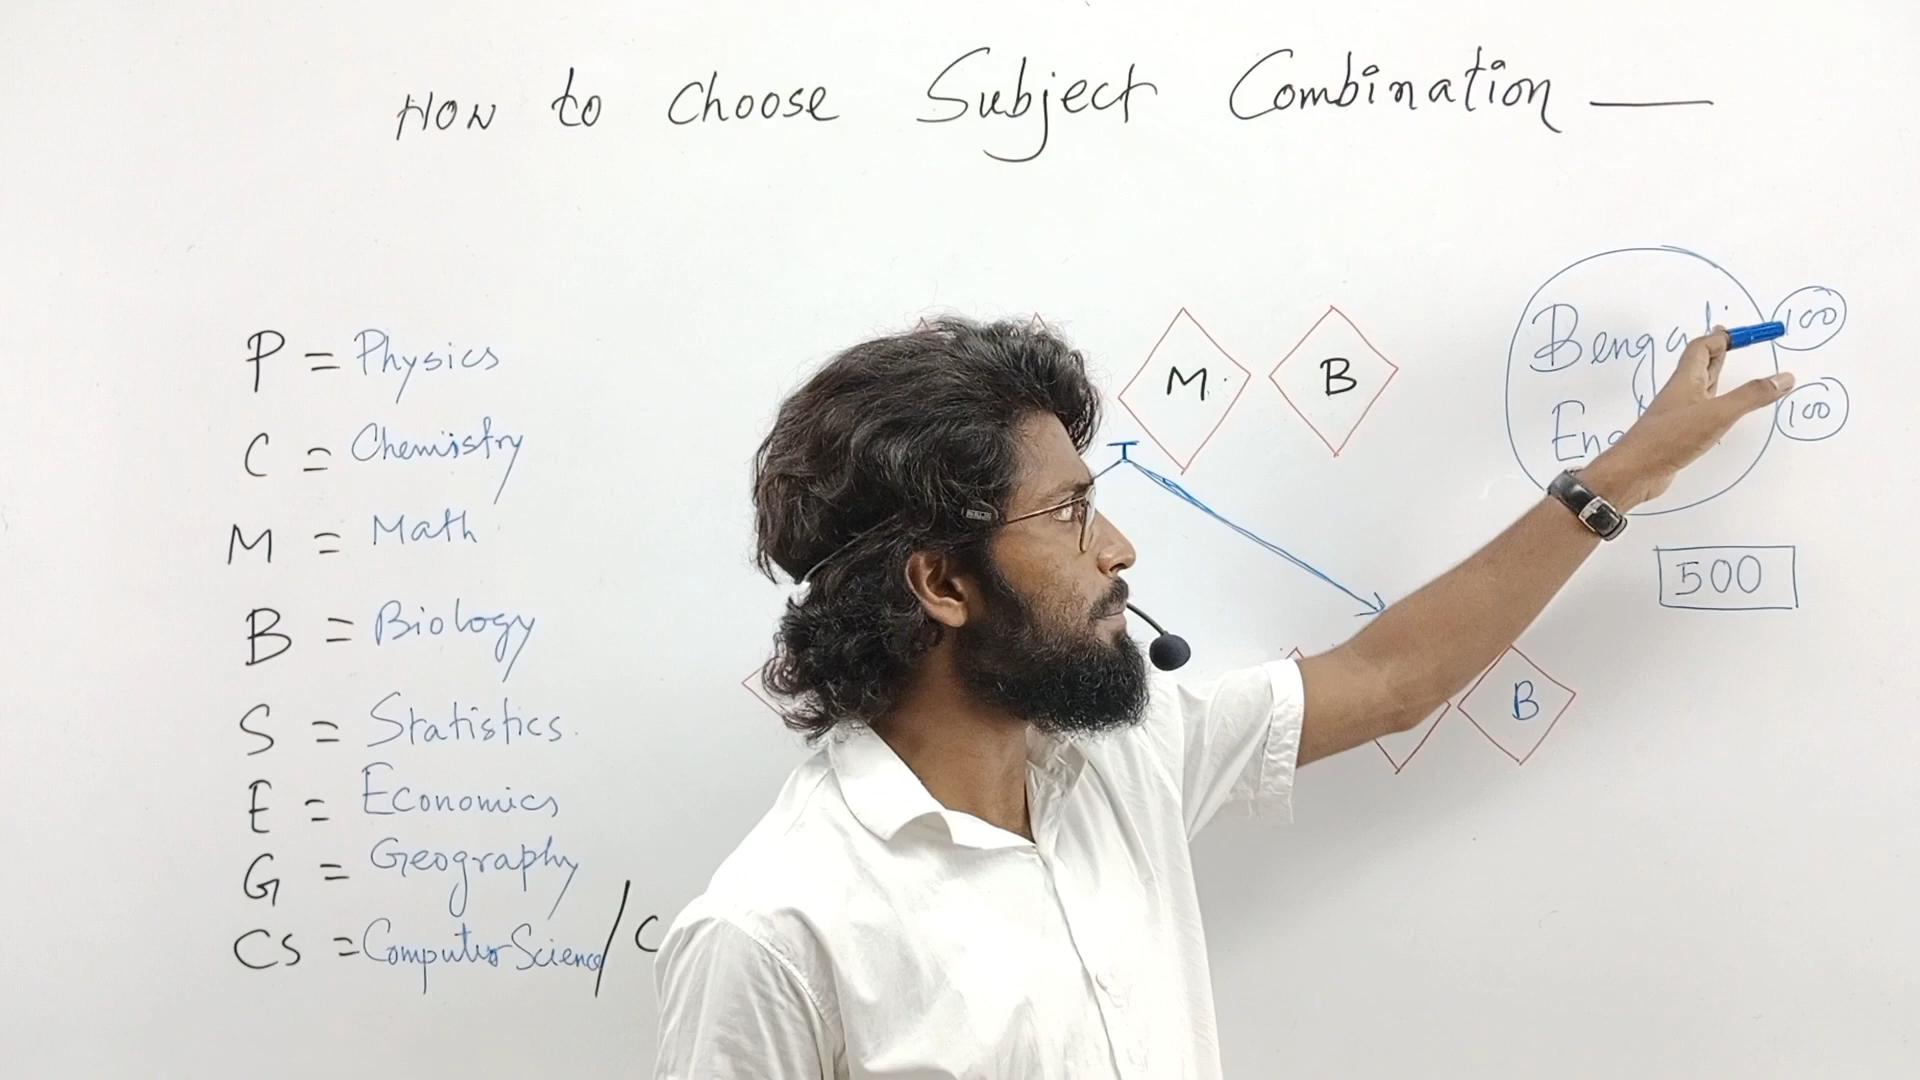 How to choose Subject Combination —
P = Physics
C = Chemistry
M = Math
B = Biology
S = Statistics
E = Economics
G = Geography
CS = Computer Science / C
M
B
B
100
100
500